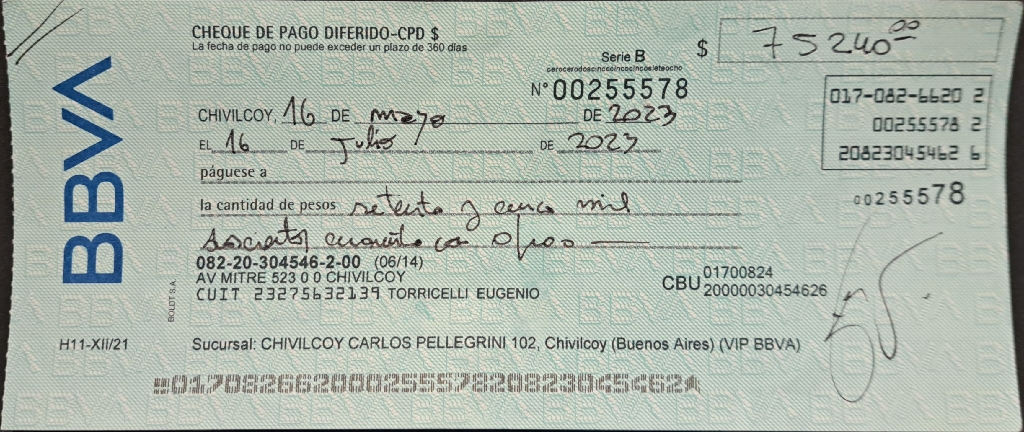 BBVA
CHEQUE DE PAGO DIFERIDO-CPD $
La fecha de pago no puede exceder un plazo de 360 días
$ 75240,00
Serie B
cerocerodoscincocincocincosieteocho
N° 00255578
017-082-6620 2
00255578 2
20823045462 6
CHIVILCOY, 16 DE mayo DE 2023
EL 16 DE Julio DE 2023
páguese a
00255578
la cantidad de pesos setenta y cinco mil
doscientos cuarenta con 0/100
082-20-304546-2-00 (06/14)
AV MITRE 523 0 0 CHIVILCOY
CUIT 23275632139 TORRICELLI EUGENIO
CBU 01700824
20000030454626
BOLDT S.A.
H11-XII/21
Sucursal: CHIVILCOY CARLOS PELLEGRINI 102, Chivilcoy (Buenos Aires) (VIP BBVA)
017082662000255578208230454624